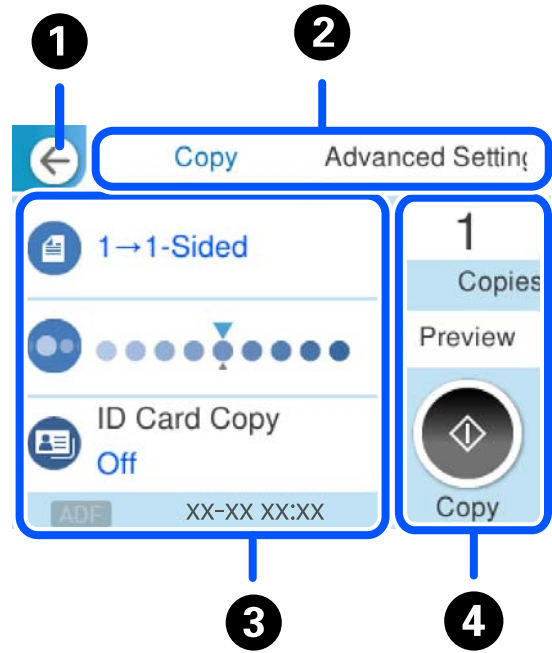 1
2
Copy Advanced Setting
1→1-Sided
1
Copies
Preview
ID Card Copy
Off
ADF XX-XX XX:XX
Copy
3
4